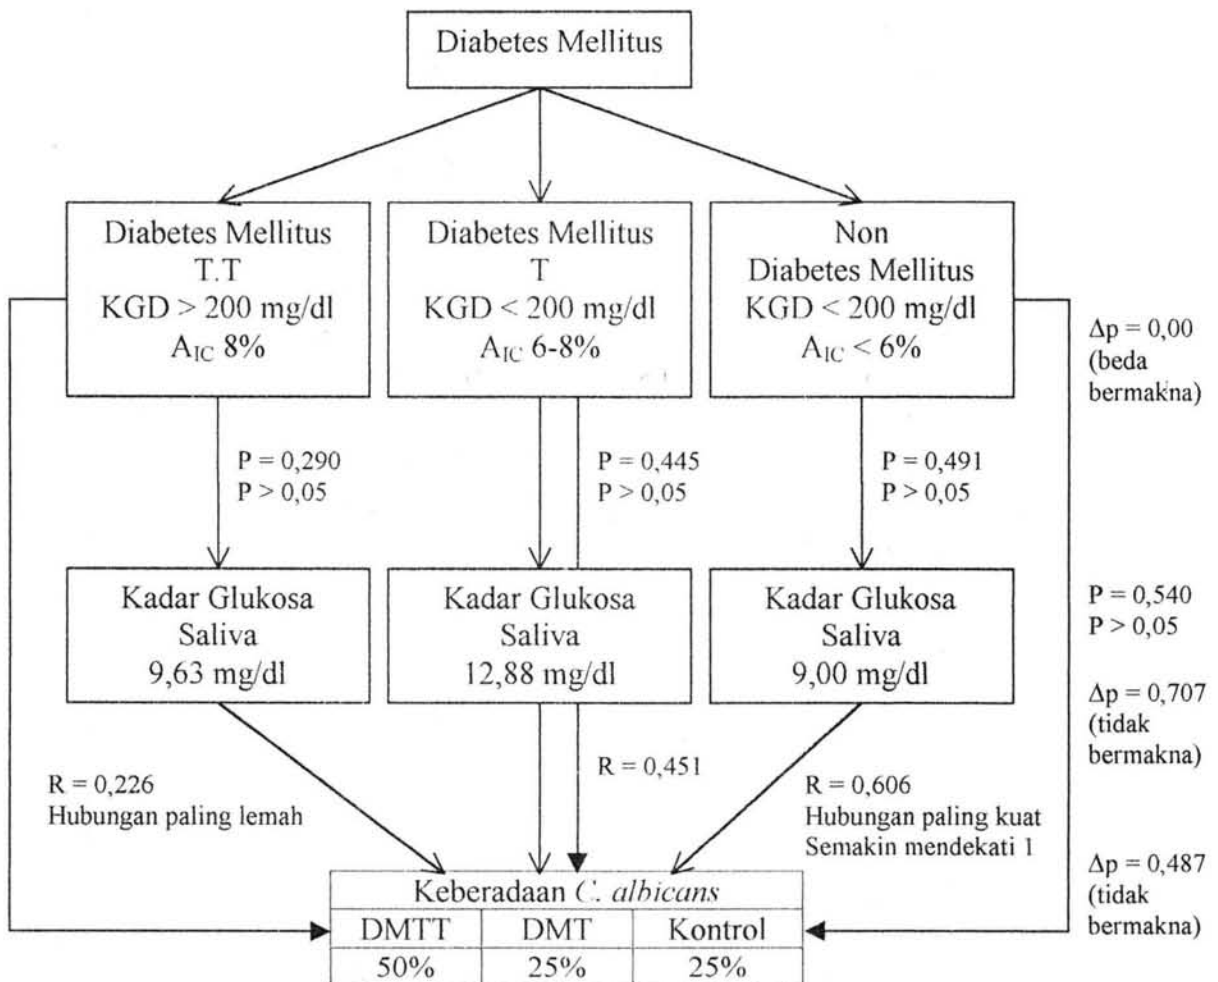 Diabetes Mellitus
Diabetes Mellitus
T.T
KGD > 200 mg/dl
A_IC 8%
Diabetes Mellitus
T
KGD < 200 mg/dl
A_IC 6-8%
Non
Diabetes Mellitus
KGD < 200 mg/dl
A_IC < 6%
Δp = 0,00
(beda
bermakna)
P = 0,290
P > 0,05
P = 0,445
P > 0,05
P = 0,491
P > 0,05
Kadar Glukosa
Saliva
9,63 mg/dl
Kadar Glukosa
Saliva
12,88 mg/dl
Kadar Glukosa
Saliva
9,00 mg/dl
P = 0,540
P > 0,05
Δp = 0,707
(tidak
bermakna)
R = 0,226
Hubungan paling lemah
R = 0,451
R = 0,606
Hubungan paling kuat
Semakin mendekati 1
Δp = 0,487
(tidak
bermakna)
Keberadaan C. albicans
DMTT DMT Kontrol
50% 25% 25%